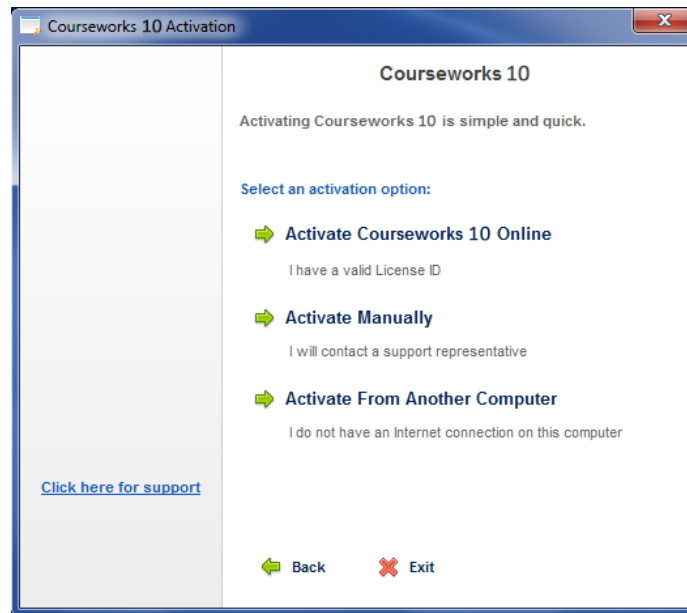 Courseworks 10 Activation
Courseworks 10
Activating Courseworks 10 is simple and quick.
Select an activation option:
Activate Courseworks 10 Online
I have a valid License ID
Activate Manually
I will contact a support representative
Activate From Another Computer
I do not have an Internet connection on this computer
Click here for support
Back
Exit